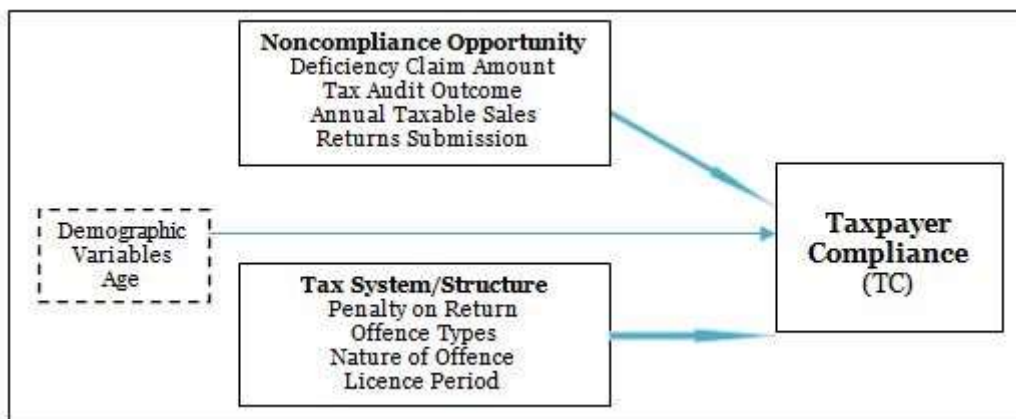 Noncompliance Opportunity
Deficiency Claim Amount
Tax Audit Outcome
Annual Taxable Sales
Returns Submission
Demographic
Variables
Age
Tax System/Structure
Penalty on Return
Offence Types
Nature of Offence
Licence Period
Taxpayer
Compliance
(TC)